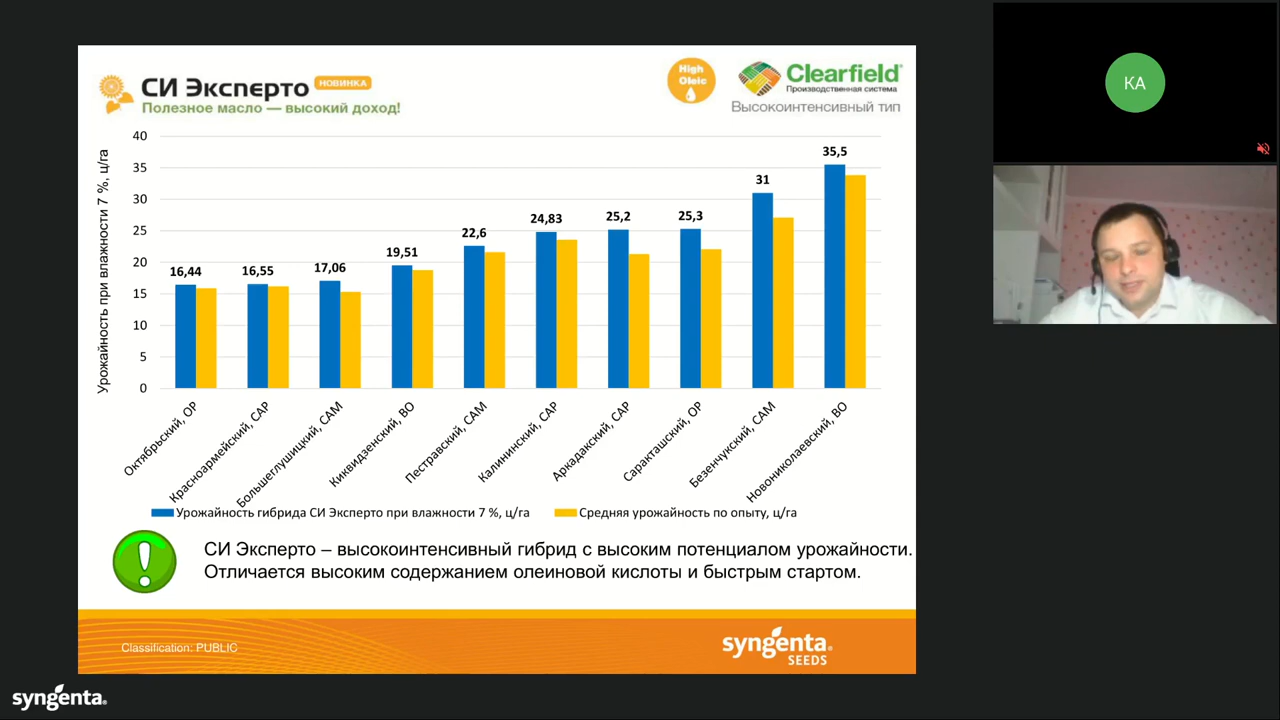 СИ Эксперто НОВИНКА
Полезное масло — высокий доход!
High Oleic
Clearfield®
Производственная система
Высокоинтенсивный тип
KA
Урожайность при влажности 7 %, ц/га
40
35
30
25
20
15
10
5
0
16,44
16,55
17,06
19,51
22,6
24,83
25,2
25,3
31
35,5
Октябрьский, ОР
Красноармейский, САР
Большеглушицкий, САМ
Киквидзенский, ВО
Пестравский, САМ
Калининский, САР
Аркадакский, САР
Саракташский, ОР
Безенчукский, САМ
Новониколаевский, ВО
Урожайность гибрида СИ Эксперто при влажности 7 %, ц/га
Средняя урожайность по опыту, ц/га
СИ Эксперто – высокоинтенсивный гибрид с высоким потенциалом урожайности.
Отличается высоким содержанием олеиновой кислоты и быстрым стартом.
Classification: PUBLIC
syngenta®
SEEDS
syngenta®